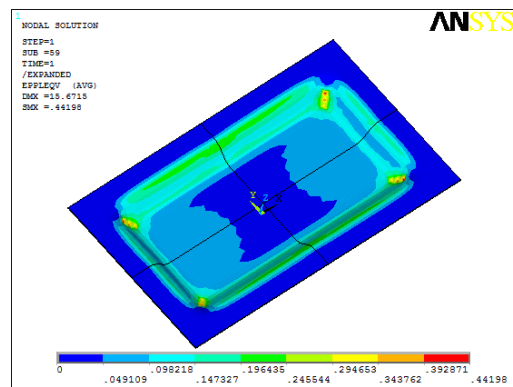 1
ANSYS
NODAL SOLUTION
STEP=1
SUB =59
TIME=1
/EXPANDED
EPPLEQV (AVG)
DMX =15.6715
SMX =.44198
Y Z X
0 .098218 .196435 .294653 .392871
.049109 .147327 .245544 .343762 .44198